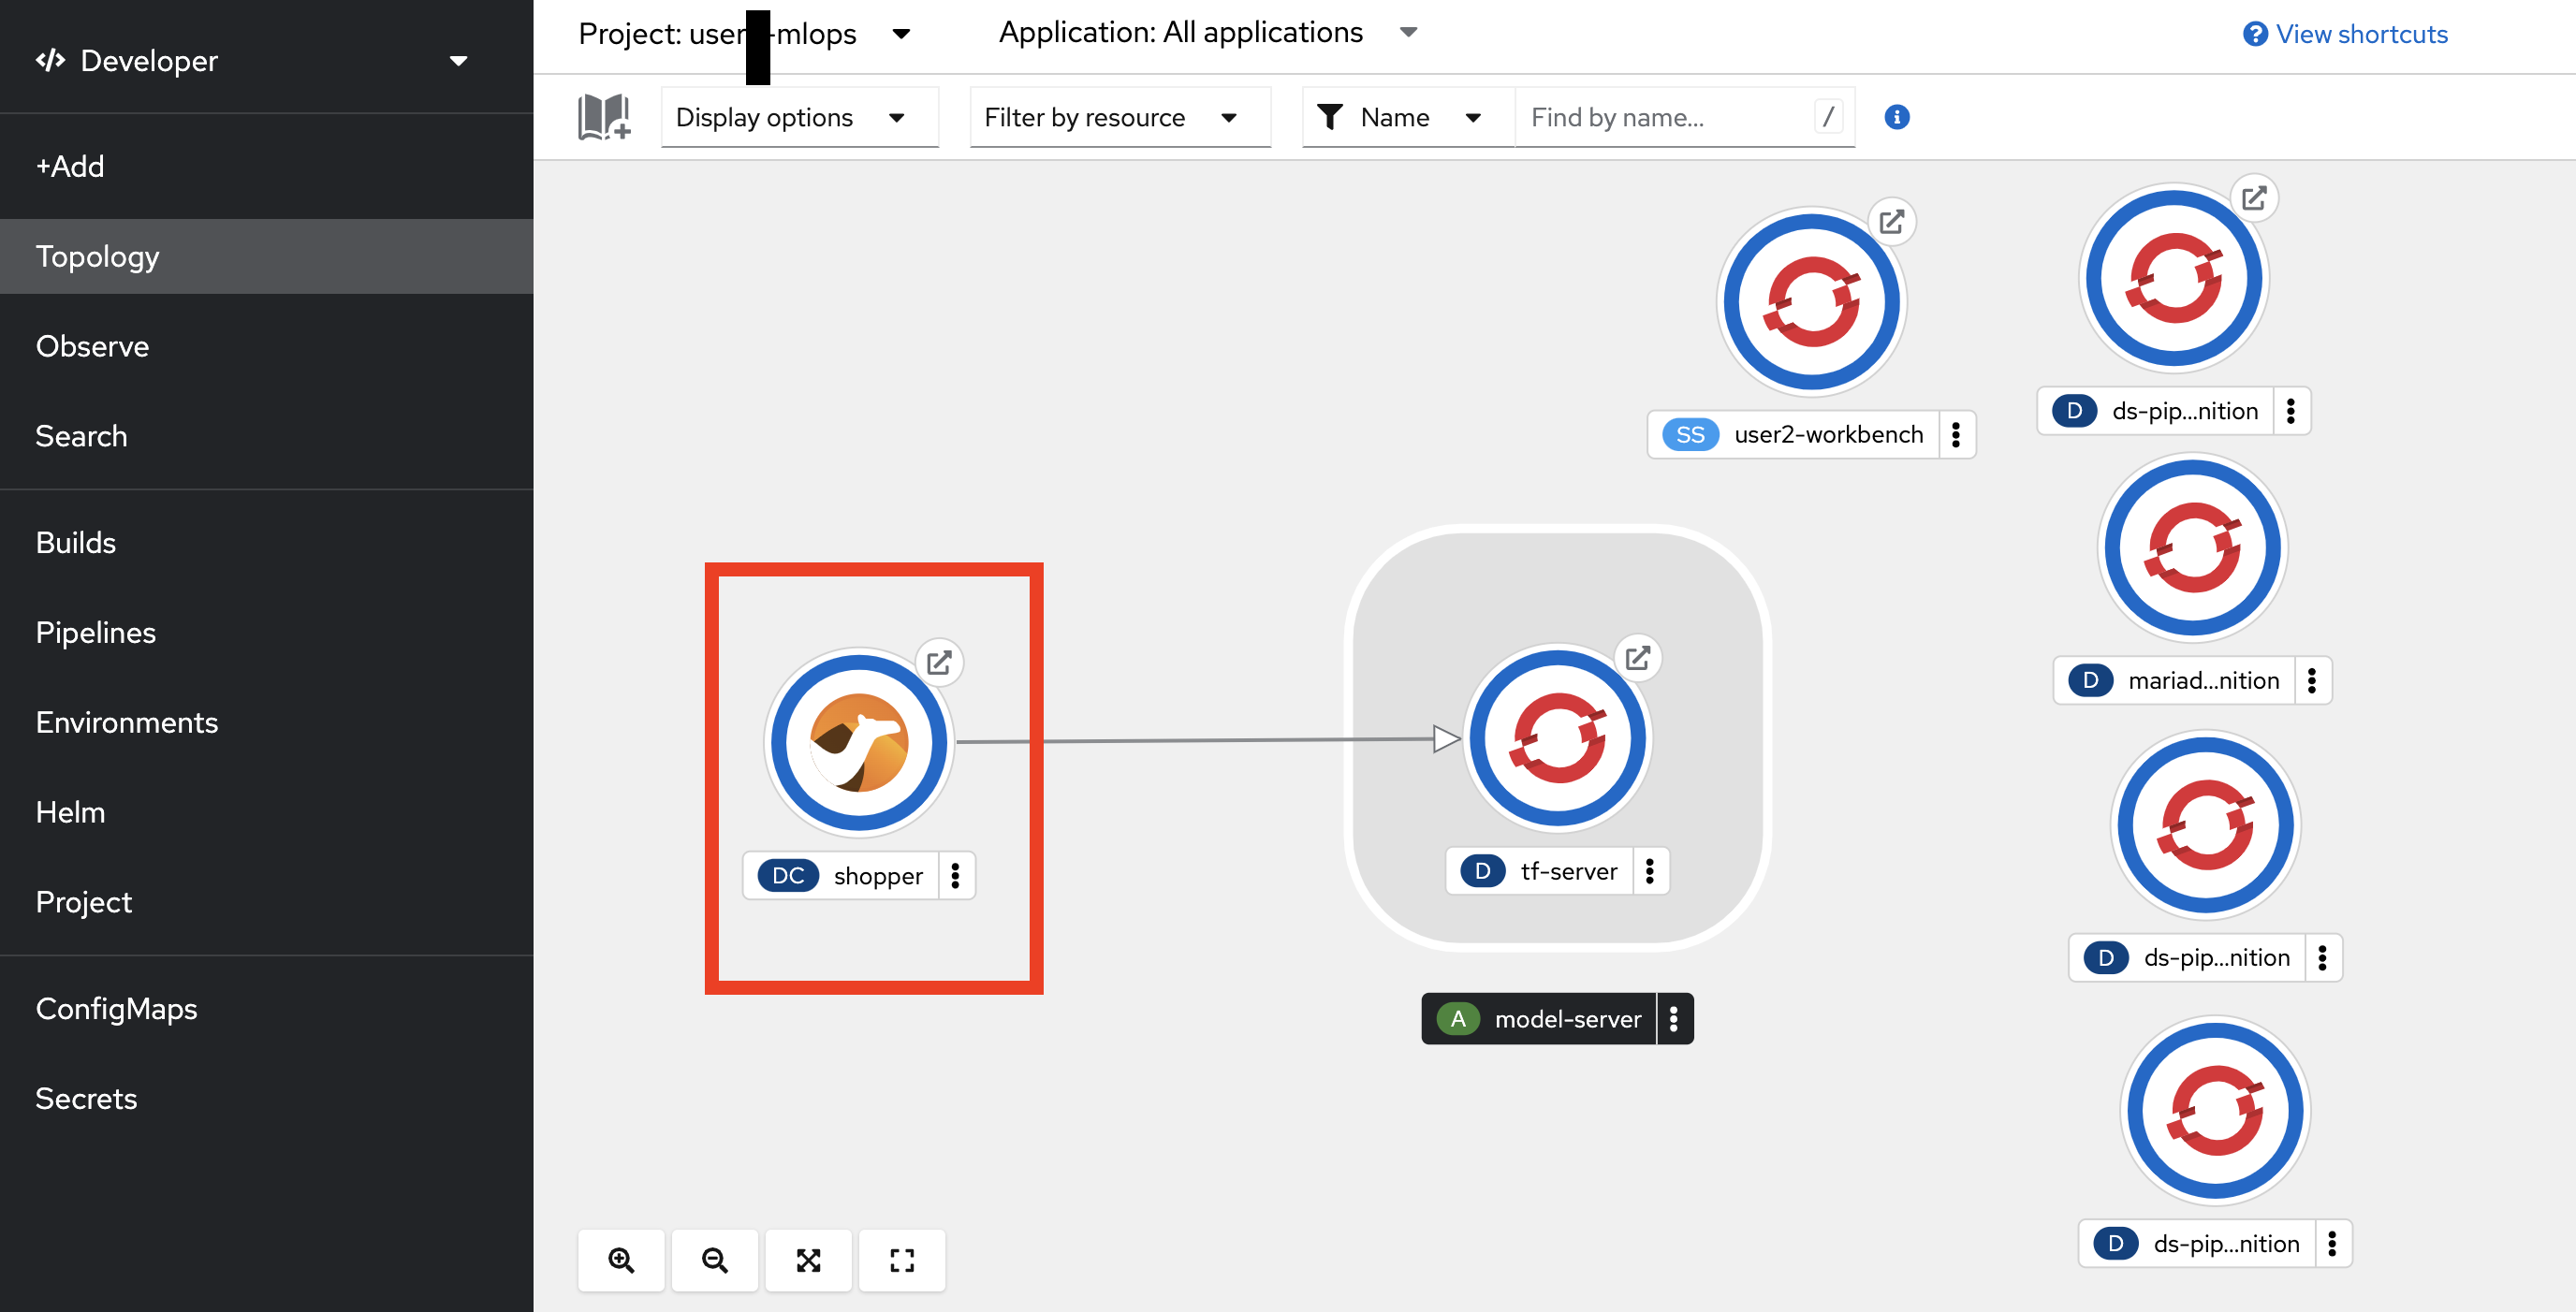 Developer
+Add
Topology
Observe
Search
Builds
Pipelines
Environments
Helm
Project
ConfigMaps
Secrets
Project: user -mlops
Application: All applications
View shortcuts
Display options
Filter by resource
Name
Find by name...
/
SS user2-workbench
D ds-pip...nition
D mariad...nition
DC shopper
D tf-server
D ds-pip...nition
A model-server
D ds-pip...nition